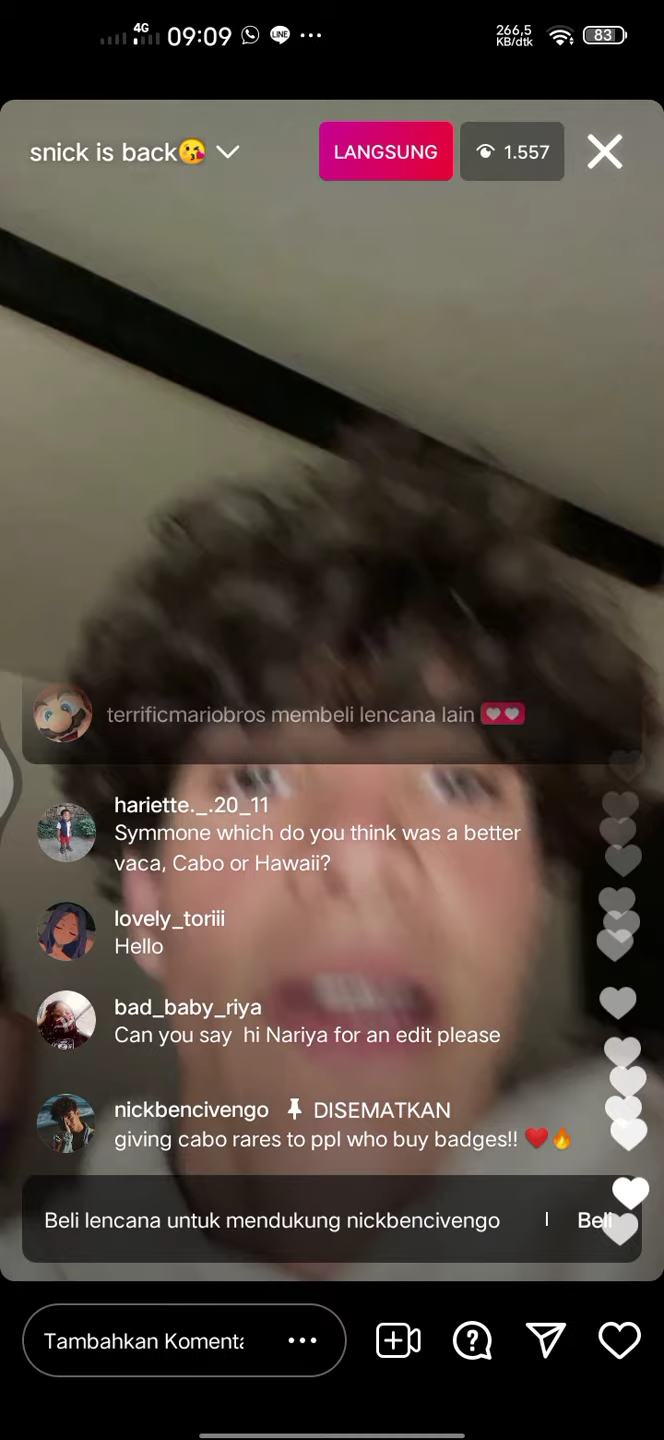 4G 09:09 LINE 266,5 KB/dtk 83
snick is back😘 LANGSUNG 1.557
terrificmariobros membeli lencana lain
hariette._.20_11
Symmone which do you think was a better
vaca, Cabo or Hawaii?
lovely_toriii
Hello
bad_baby_riya
Can you say hi Nariya for an edit please
nickbencivengo DISEMATKAN
giving cabo rares to ppl who buy badges!! ❤️🔥
Beli lencana untuk mendukung nickbencivengo | Beli
Tambahkan Komenta